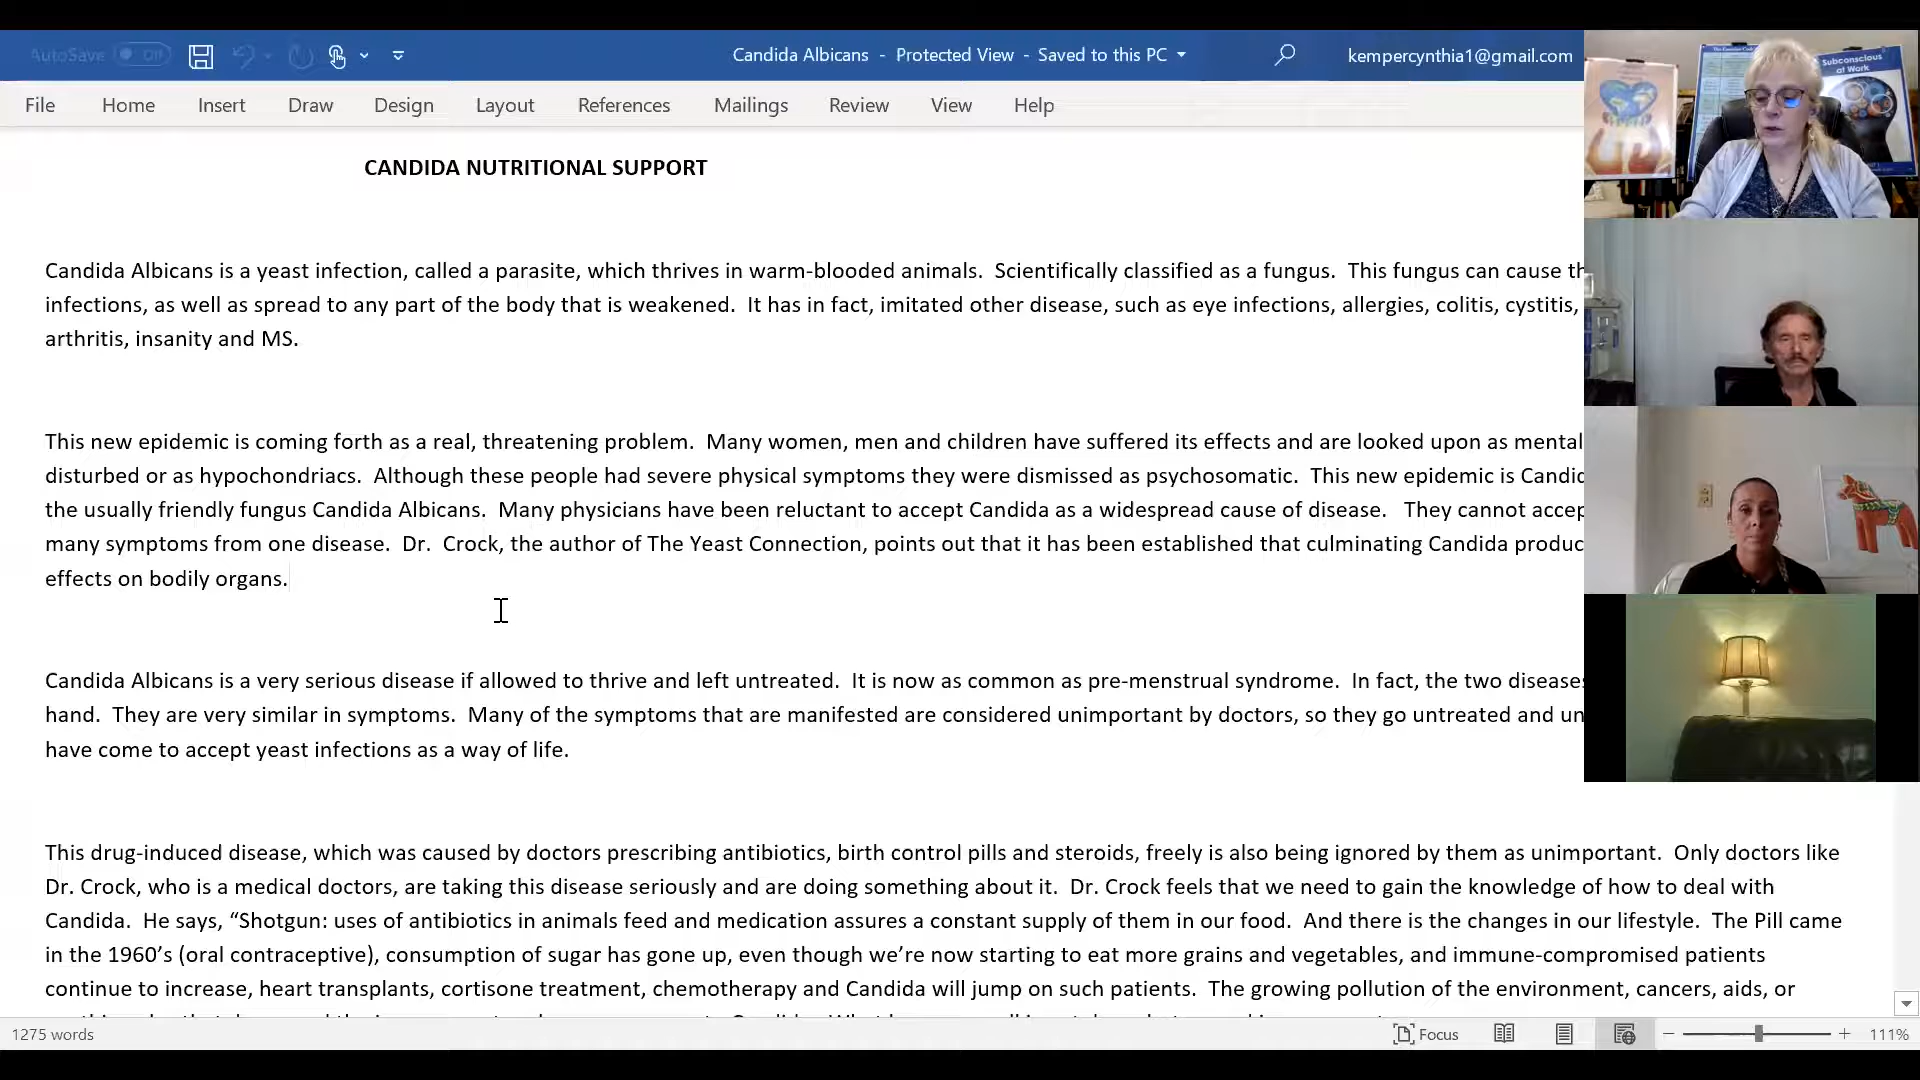 AutoSave Off
Candida Albicans - Protected View - Saved to this PC
kempercynthia1@gmail.com
File Home Insert Draw Design Layout References Mailings Review View Help
CANDIDA NUTRITIONAL SUPPORT
Candida Albicans is a yeast infection, called a parasite, which thrives in warm-blooded animals.  Scientifically classified as a fungus.  This fungus can cause
infections, as well as spread to any part of the body that is weakened.  It has in fact, imitated other disease, such as eye infections, allergies, colitis, cystitis,
arthritis, insanity and MS.
This new epidemic is coming forth as a real, threatening problem.  Many women, men and children have suffered its effects and are looked upon as mental
disturbed or as hypochondriacs.  Although these people had severe physical symptoms they were dismissed as psychosomatic.  This new epidemic is
the usually friendly fungus Candida Albicans.  Many physicians have been reluctant to accept Candida as a widespread cause of disease.   They cannot
many symptoms from one disease.  Dr.  Crock, the author of The Yeast Connection, points out that it has been established that culminating Candida
effects on bodily organs.
Candida Albicans is a very serious disease if allowed to thrive and left untreated.  It is now as common as pre-menstrual syndrome.  In fact, the two
hand.  They are very similar in symptoms.  Many of the symptoms that are manifested are considered unimportant by doctors, so they go untreated and
have come to accept yeast infections as a way of life.
This drug-induced disease, which was caused by doctors prescribing antibiotics, birth control pills and steroids, freely is also being ignored by them as unimportant.  Only doctors like
Dr. Crock, who is a medical doctors, are taking this disease seriously and are doing something about it.  Dr. Crock feels that we need to gain the knowledge of how to deal with
Candida.  He says, “Shotgun: uses of antibiotics in animals feed and medication assures a constant supply of them in our food.  And there is the changes in our lifestyle.  The Pill came
in the 1960’s (oral contraceptive), consumption of sugar has gone up, even though we’re now starting to eat more grains and vegetables, and immune-compromised patients
continue to increase, heart transplants, cortisone treatment, chemotherapy and Candida will jump on such patients.  The growing pollution of the environment, cancers, aids, or
1275 words
Focus
111%
Subconscious
at Work